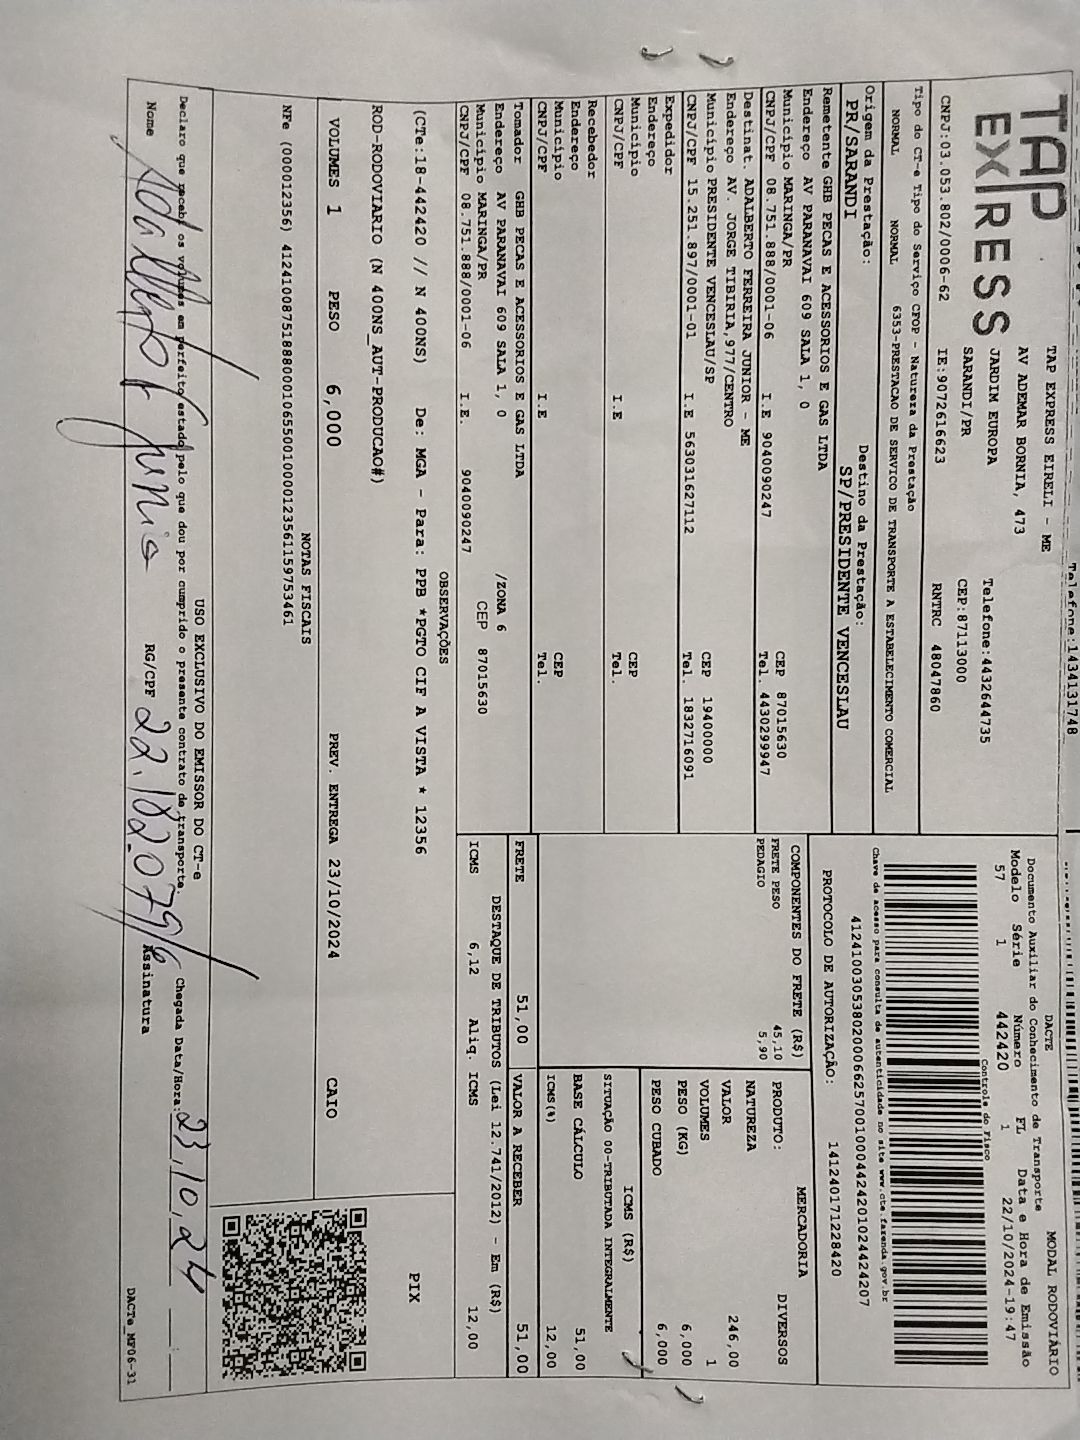 Telefone:1434131748
TAP
EXPRESS
TAP EXPRESS EIRELI - ME
AV ADEMAR BORNIA, 473
JARDIM EUROPA
SARANDI/PR
Telefone:4432644735
CEP:87113000
CNPJ:03.053.802/0006-62
IE:9072616623
RNTRC 48047860
DACTE
MODAL RODOVIÁRIO
Documento Auxiliar do Conhecimento de Transporte
Modelo Série Número FL Data e Hora de Emissão
57 1 442420 1 22/10/2024-19:47
Controle do Fisco
Tipo do CT-e Tipo do Serviço CFOP - Natureza da Prestação
NORMAL NORMAL 6353-PRESTACAO DE SERVICO DE TRANSPORTE A ESTABELECIMENTO COMERCIAL
Chave de acesso para consulta de autenticidade no site www.cte.fazenda.gov.br
41241003053802000662570010004424201024424207
Origem da Prestação:
PR/SARANDI
Destino da Prestação:
SP/PRESIDENTE VENCESLAU
PROTOCOLO DE AUTORIZAÇÃO: 141240171228420
Remetente GHB PECAS E ACESSORIOS E GAS LTDA
Endereço AV PARANAVAI 609 SALA 1, 0
Município MARINGA/PR CEP 87015630
CNPJ/CPF 08.751.888/0001-06 I.E 9040090247 Tel. 4430299947
Destinat. ADALBERTO FERREIRA JUNIOR - ME
Endereço AV. JORGE TIBIRIA,977/CENTRO
Município PRESIDENTE VENCESLAU/SP CEP 19400000
CNPJ/CPF 15.251.897/0001-01 I.E 563031627112 Tel. 1832716091
Expedidor
Endereço
Município CEP
CNPJ/CPF I.E Tel.
Recebedor
Endereço
Município CEP
CNPJ/CPF I.E Tel.
Tomador GHB PECAS E ACESSORIOS E GAS LTDA
Endereço AV PARANAVAI 609 SALA 1, 0 /ZONA 6
Município MARINGA/PR CEP 87015630
CNPJ/CPF 08.751.888/0001-06 I.E. 9040090247
COMPONENTES DO FRETE (R$)
FRETE PESO 45,10
PEDAGIO 5,90
MERCADORIA
PRODUTO: DIVERSOS
NATUREZA
VALOR 246,00
VOLUMES 1
PESO (KG) 6,000
PESO CUBADO 6,000
ICMS (R$)
SITUAÇÃO 00-TRIBUTADA INTEGRALMENTE
BASE CÁLCULO 51,00
ICMS(%) 12,00
FRETE 51,00
VALOR A RECEBER 51,00
DESTAQUE DE TRIBUTOS (Lei 12.741/2012) - Em (R$)
ICMS 6,12 Aliq. ICMS 12,00
OBSERVAÇÕES
(CTe:18-442420 // N 400NS) De: MGA - Para: PPB *PGTO CIF A VISTA * 12356
ROD-RODOVIARIO (N 400NS_AUT-PRODUCAO#)
PIX
VOLUMES 1 PESO 6,000 PREV. ENTREGA 23/10/2024 CAIO
NOTAS FISCAIS
NFe (000012356) 41241008751888000106550010000123561159753461
USO EXCLUSIVO DO EMISSOR DO CT-e
Declaro que recebi os volumes em perfeito estado pelo que dou por cumprido o presente contrato de transporte.
Nome Adalberto F Junio RG/CPF 22.182.079/6 Assinatura
Chegada Data/Hora: 23,10,24
DACTe_MF06-31